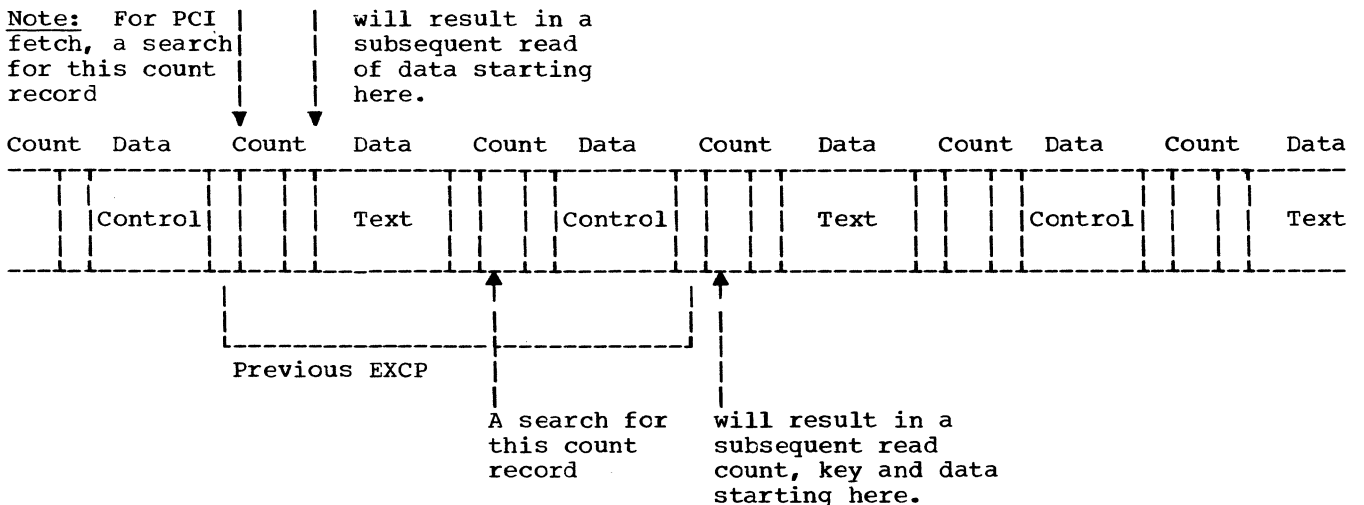 Note: For PCI
fetch, a search
for this count
record
will result in a
subsequent read
of data starting
here.
Count Data Count Data Count Data Count Data Count Data Count Data
Control Text Control Text Control Text
Previous EXCP
A search for
this count
record
will result in a
subsequent read
count, key and data
starting here.